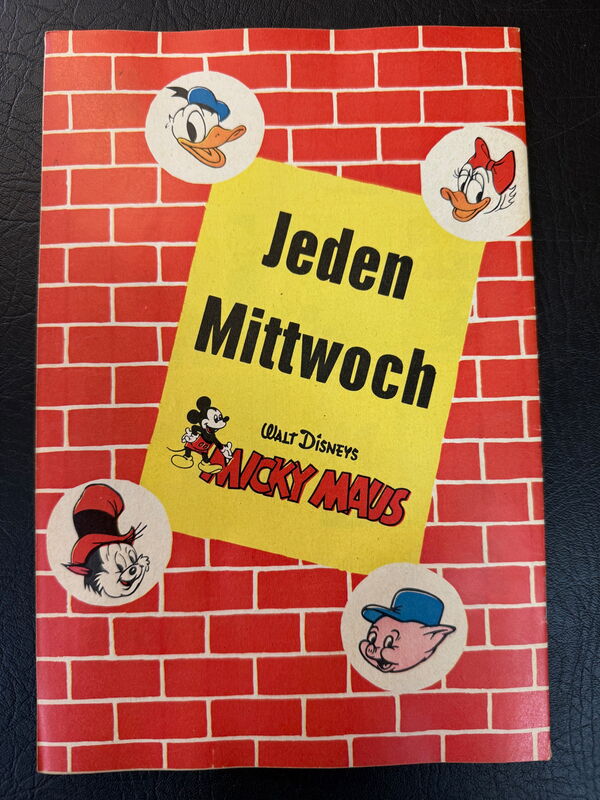 Jeden
Mittwoch
WALT DISNEYS
MICKY MAUS